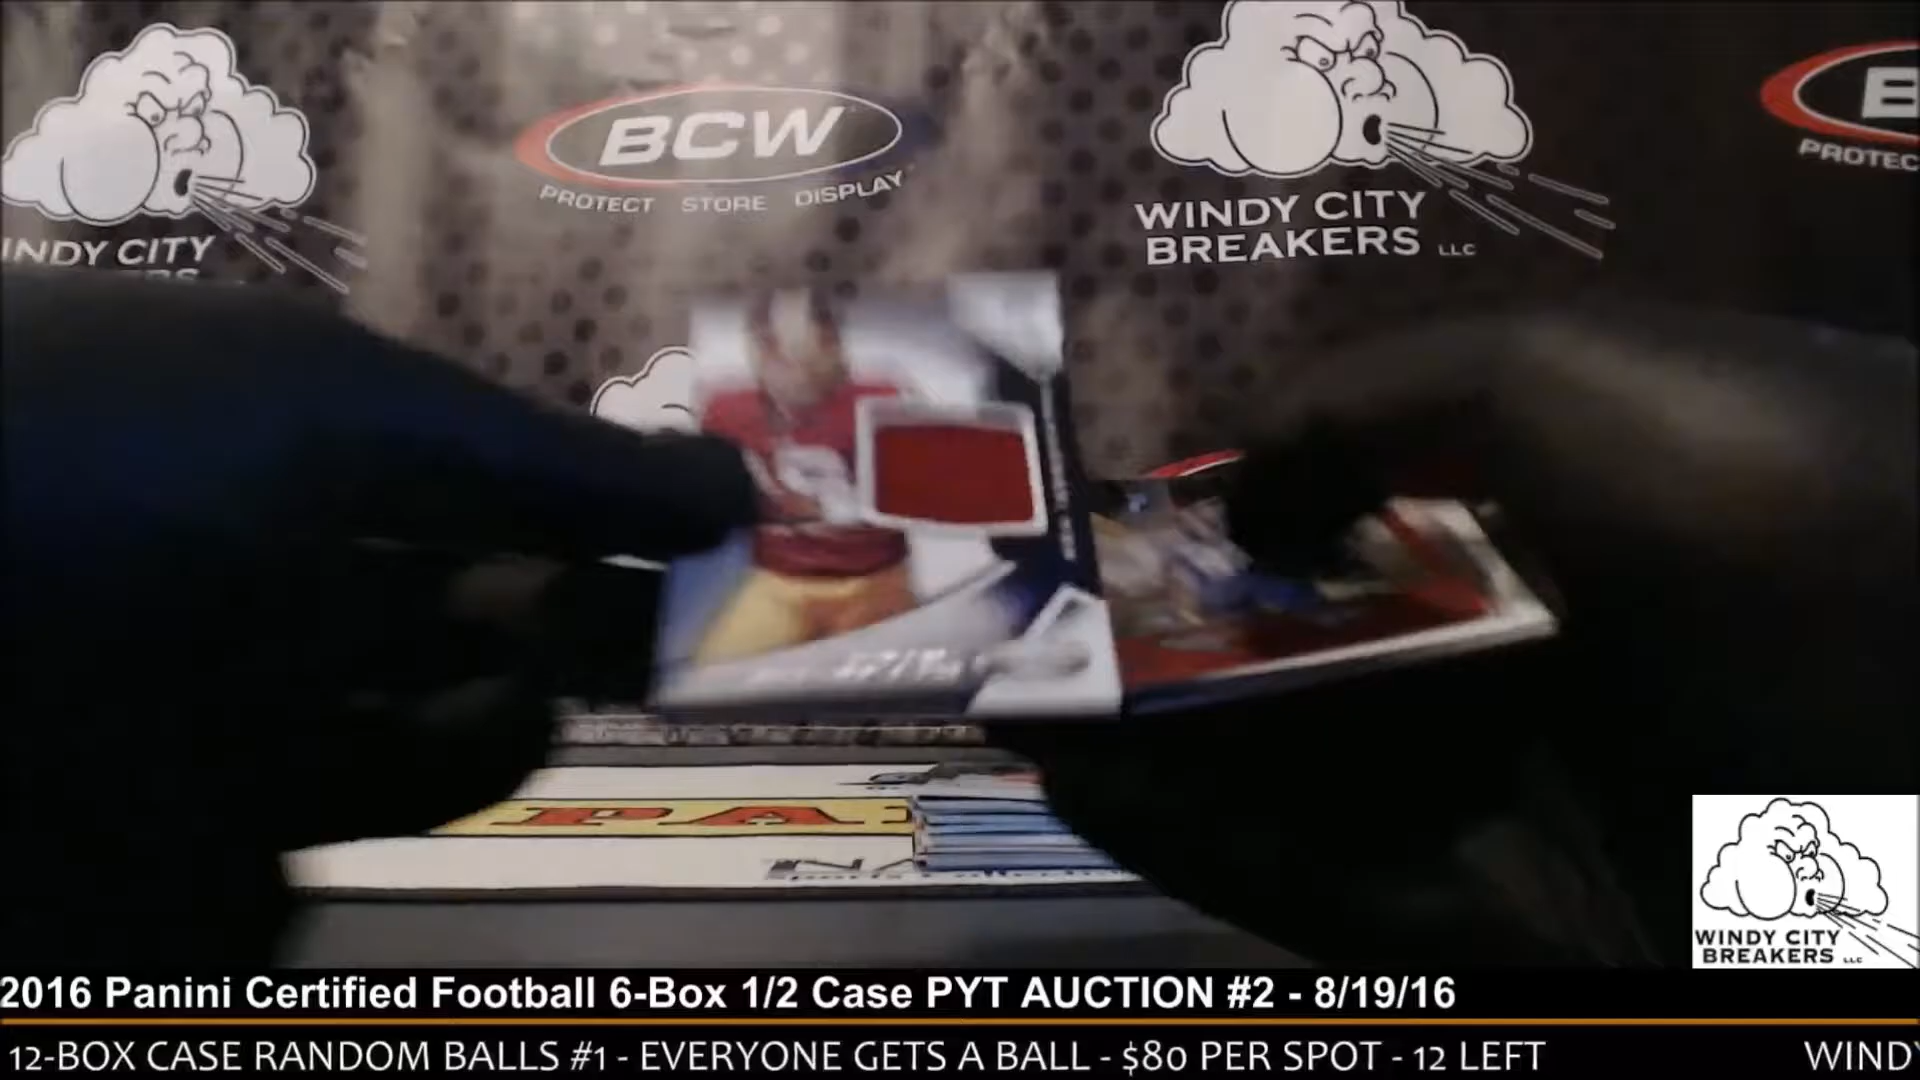 BCW
PROTECT STORE DISPLAY
WINDY CITY
BREAKERS LLC
INDY CITY
B
PROTEC
PA
WINDY CITY
BREAKERS LLC
2016 Panini Certified Football 6-Box 1/2 Case PYT AUCTION #2 - 8/19/16
12-BOX CASE RANDOM BALLS #1 - EVERYONE GETS A BALL - $80 PER SPOT - 12 LEFT
WINDY